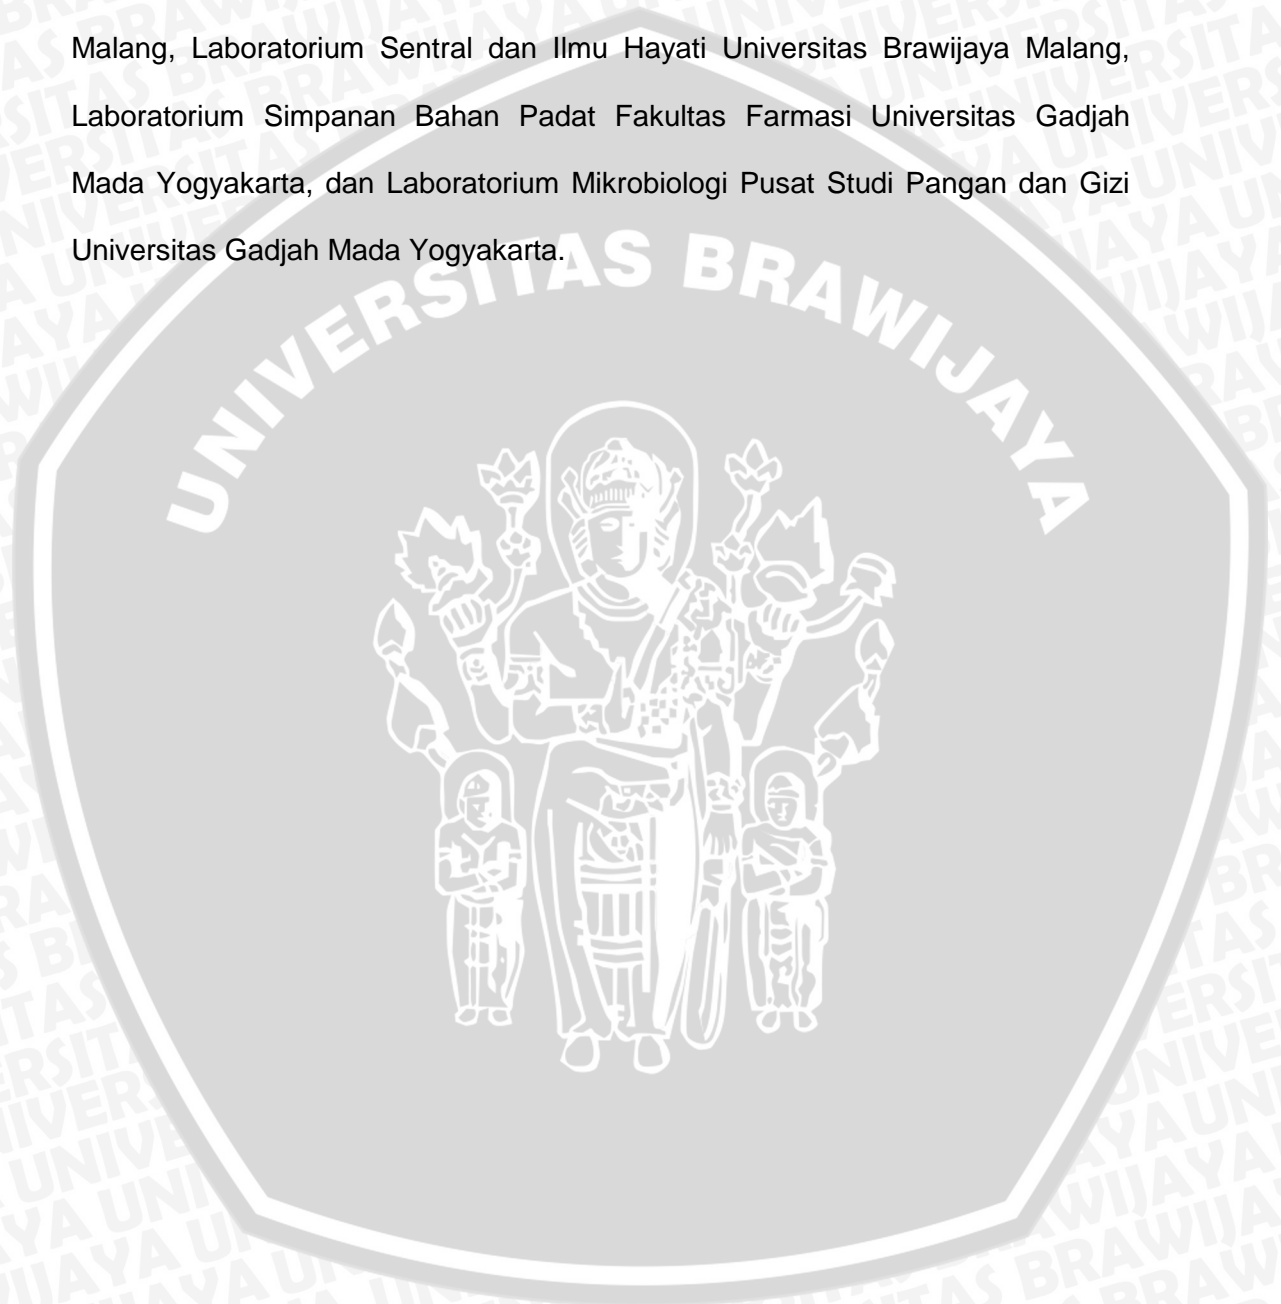 Malang, Laboratorium Sentral dan Ilmu Hayati Universitas Brawijaya Malang,
Laboratorium Simpanan Bahan Padat Fakultas Farmasi Universitas Gadjah
Mada Yogyakarta, dan Laboratorium Mikrobiologi Pusat Studi Pangan dan Gizi
Universitas Gadjah Mada Yogyakarta.
UNIVERSITAS BRAWIJAYA